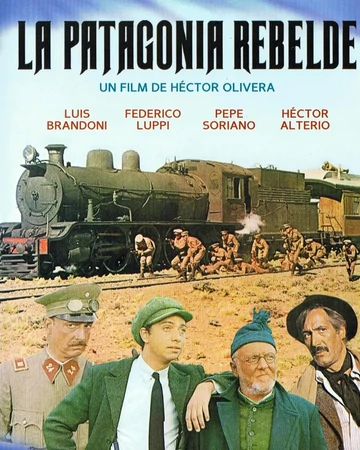 LA PATAGONIA REBELDE
UN FILM DE HÉCTOR OLIVERA
LUIS BRANDONI
FEDERICO LUPPI
PEPE SORIANO
HÉCTOR ALTERIO